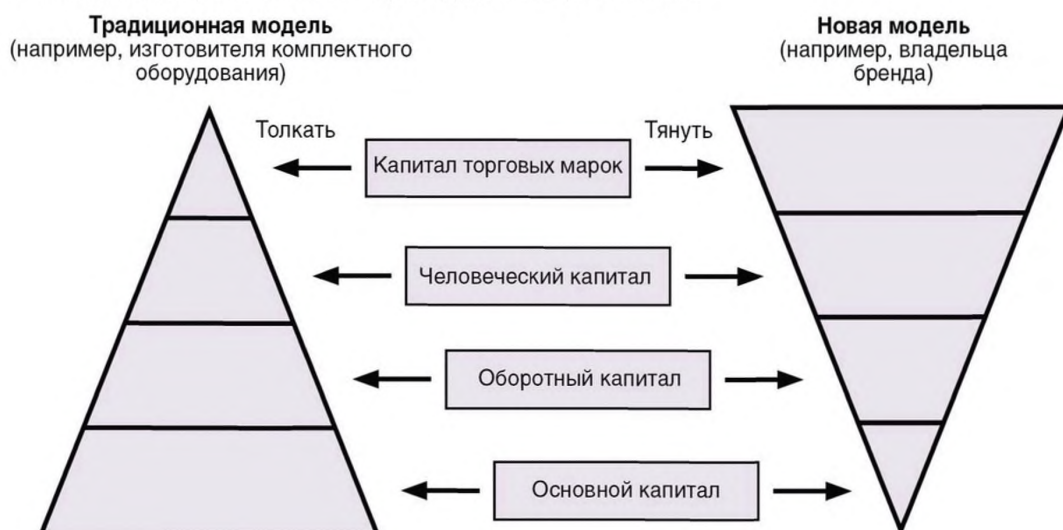 Традиционная модель
(например, изготовителя комплектного
оборудования)
Новая модель
(например, владельца
бренда)
Толкать
Тянуть
Капитал торговых марок
Человеческий капитал
Оборотный капитал
Основной капитал